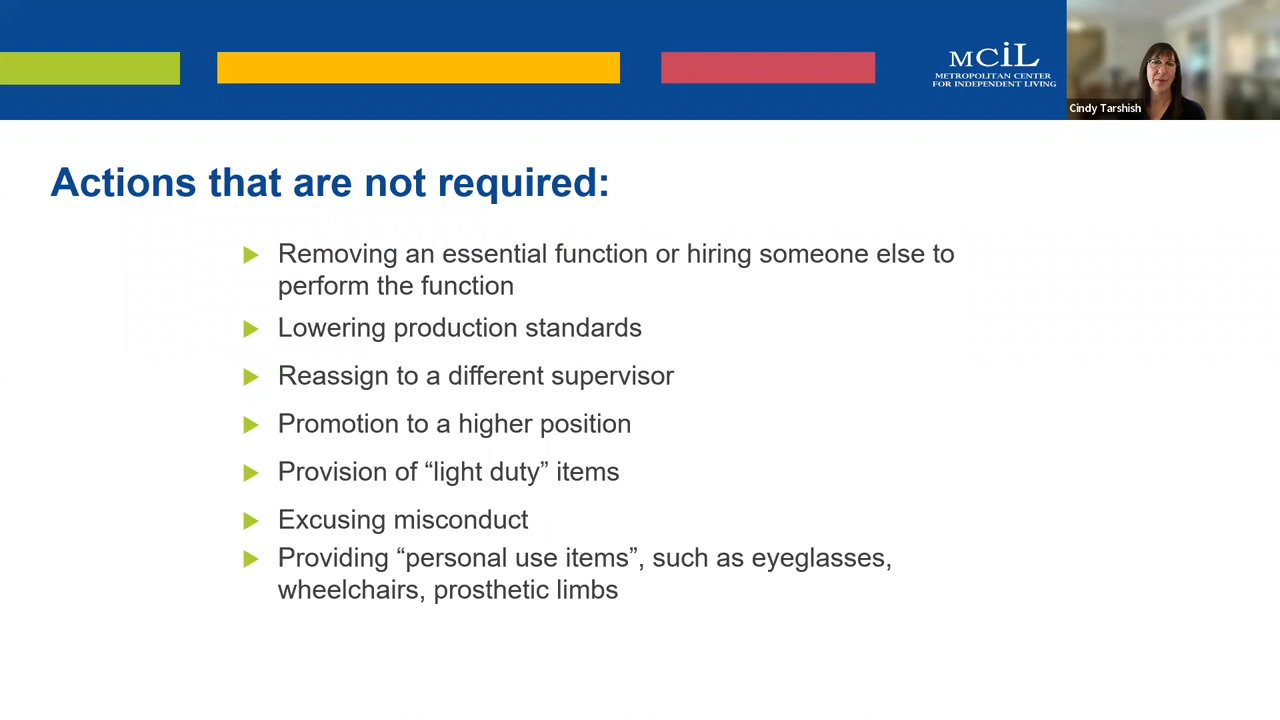 MCiL
METROPOLITAN CENTER
FOR INDEPENDENT LIVING
Cindy Tarshish
Actions that are not required:
Removing an essential function or hiring someone else to
perform the function
Lowering production standards
Reassign to a different supervisor
Promotion to a higher position
Provision of “light duty” items
Excusing misconduct
Providing “personal use items”, such as eyeglasses,
wheelchairs, prosthetic limbs